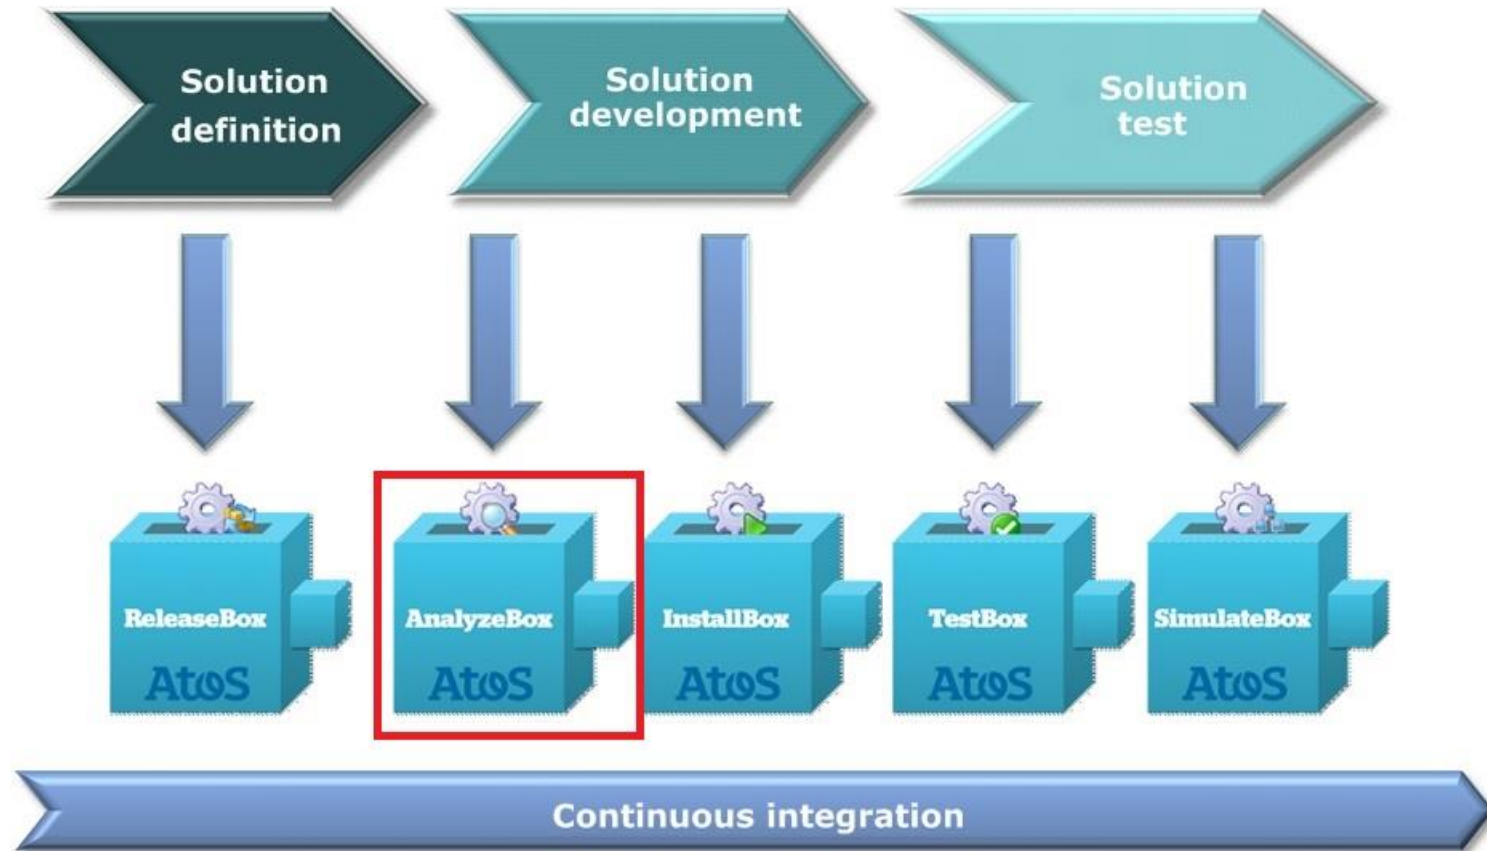 Solution
definition
Solution
development
Solution
test
ReleaseBox
Atos
AnalyzeBox
Atos
InstallBox
Atos
TestBox
Atos
SimulateBox
Atos
Continuous integration